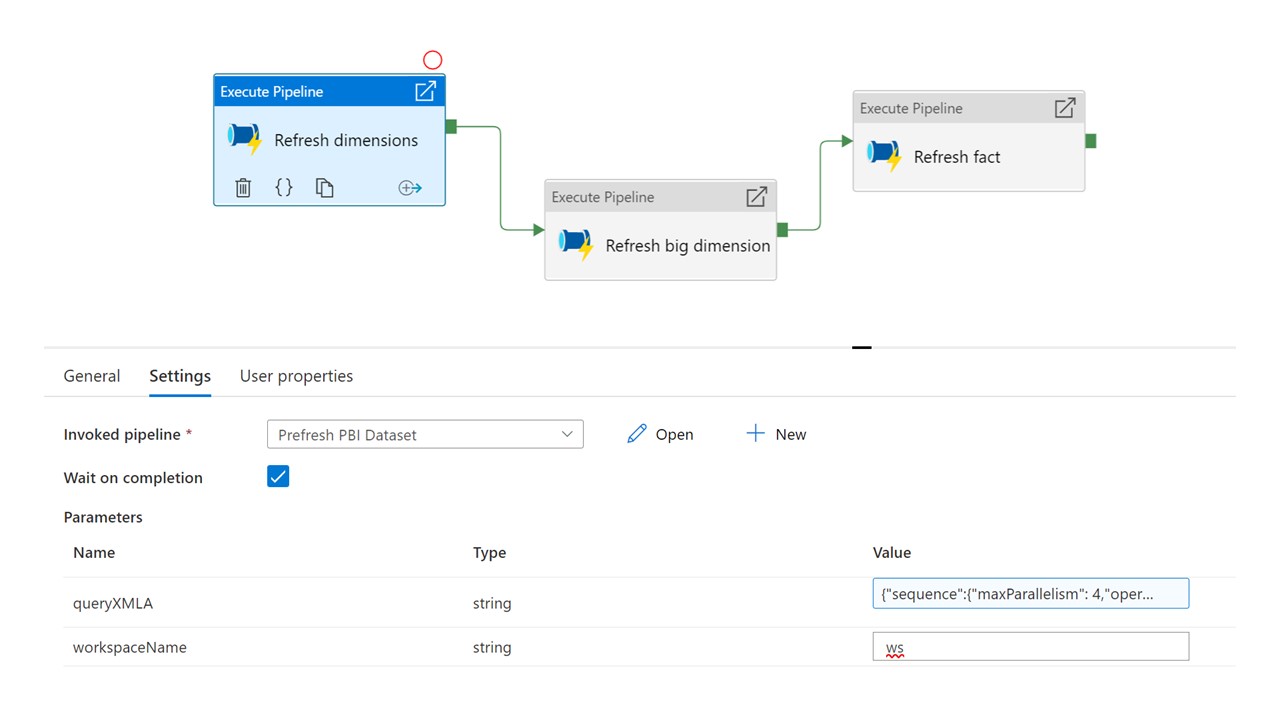 Execute Pipeline
Refresh dimensions
{}
Execute Pipeline
Refresh big dimension
Execute Pipeline
Refresh fact
General Settings User properties
Invoked pipeline * Prefresh PBI Dataset Open New
Wait on completion
Parameters
Name Type Value
queryXMLA string {"sequence":{"maxParallelism": 4,"oper...
workspaceName string ws